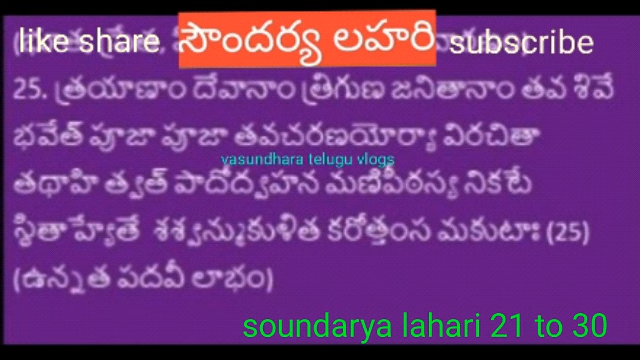 like share సౌందర్య లహరి subscribe
25. త్రయాణాం దేవానాం త్రిగుణ జనితానాం తవ శివే
భవేత్ పూజా పూజా తవచరణయోర్యా విరచితా
vasundhara telugu vlogs
తథాహి త్వత్ పాదోద్వహన మణిపీఠస్య నికటే
స్థితాహ్యేతే శశ్వన్ముకుళిత కరోత్తంస మకుటాః (25)
(ఉన్నత పదవీ లాభం)
soundarya lahari 21 to 30